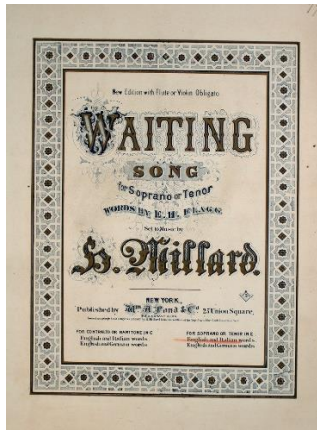 New Edition with Flute or Violin Obligato
WAITING
SONG
for Soprano or Tenor
WORDS BY E. H. FLAGG
Set to Music by
H. Millard.
NEW YORK,
Published by Wm. A. Pond & Co. 25 Union Square.
FOR CONTRALTO OR BARITONE IN C
English and Italian words.
English and German words.
FOR SOPRANO OR TENOR IN E
English and Italian words.
English and German words.